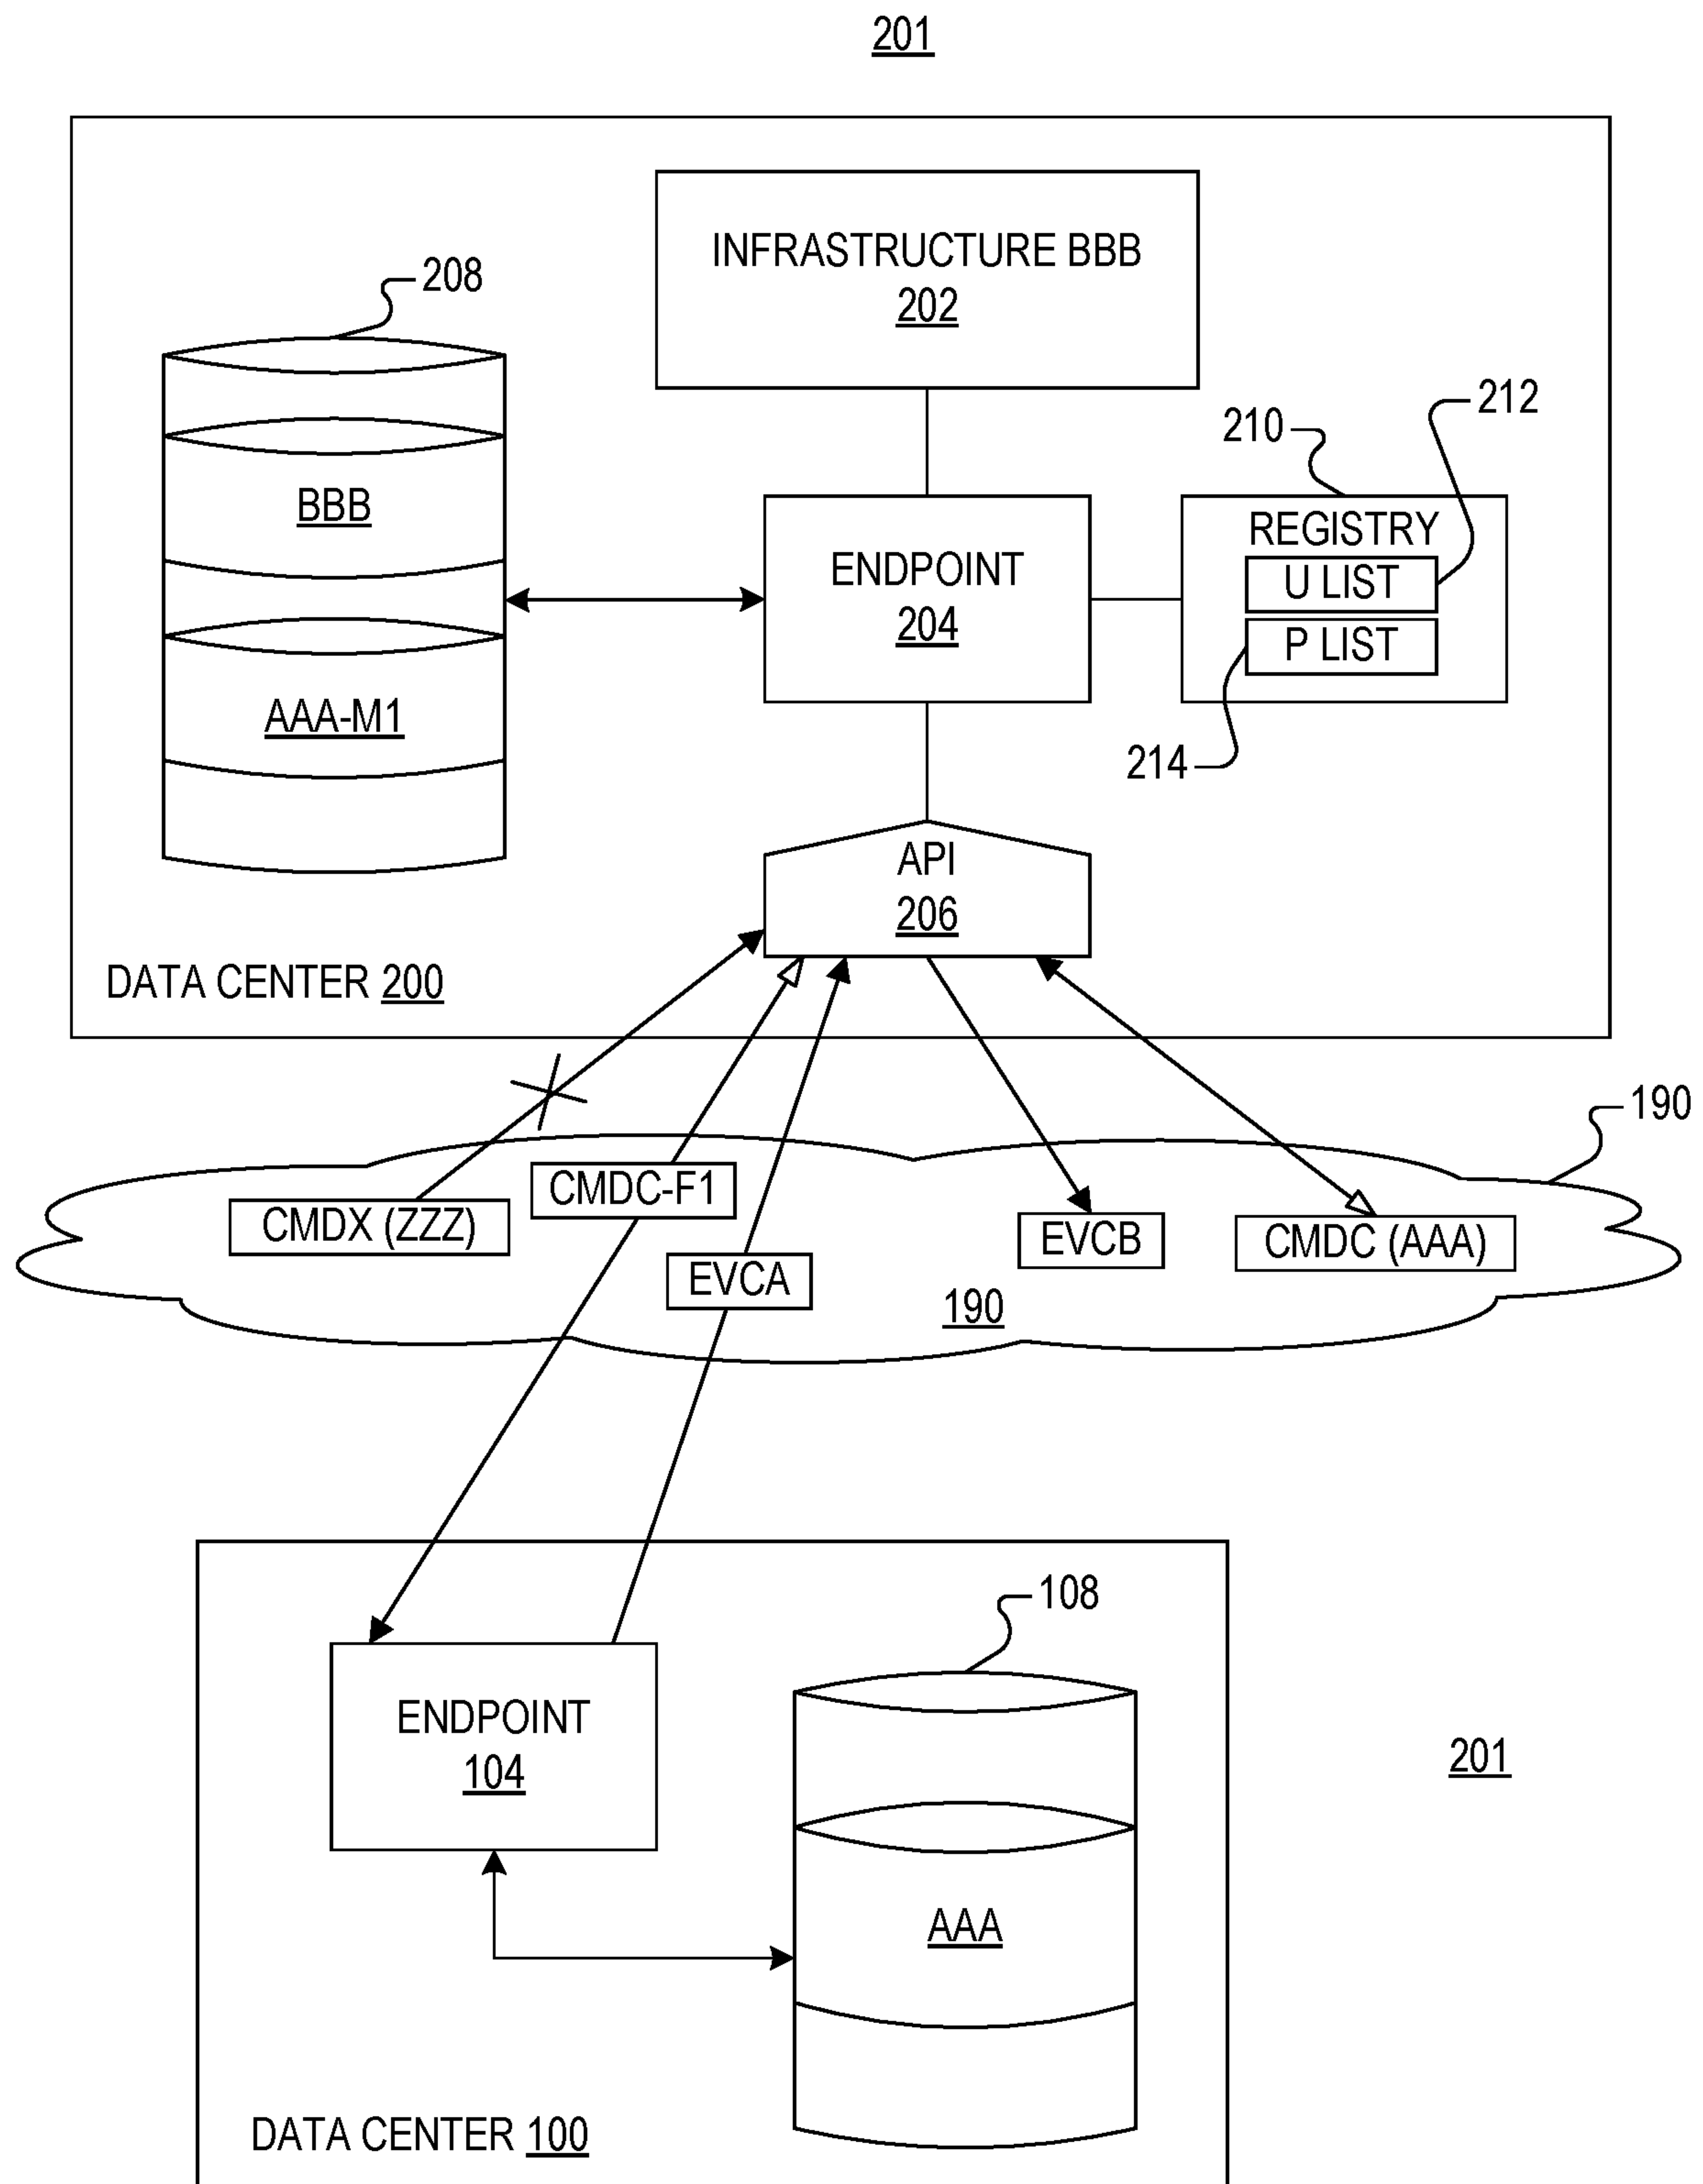 201
INFRASTRUCTURE BBB
202
208
212
210
BBB
REGISTRY
ENDPOINT
204
U LIST
P LIST
AAA-M1
214
API
206
DATA CENTER 200
190
CMDC-F1
CMDX (ZZZ)
EVCB
CMDC (AAA)
EVCA
190
108
ENDPOINT
104
201
AAA
DATA CENTER 100